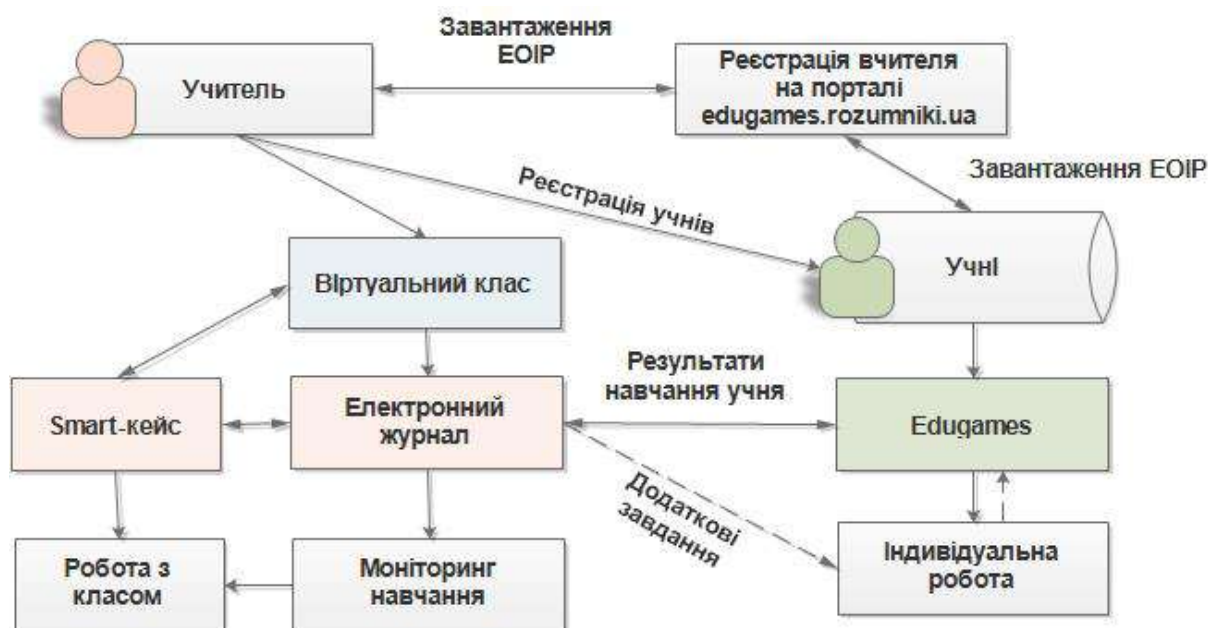 Завантаження
ЕОІР
Учитель
Реєстрація вчителя
на порталі
edugames.rozumniki.ua
Завантаження ЕОІР
Реєстрація учнів
Учні
Віртуальний клас
Результати
навчання учня
Smart-кейс
Електронний
журнал
Edugames
Додаткові
завдання
Робота з
класом
Моніторинг
навчання
Індивідуальна
робота